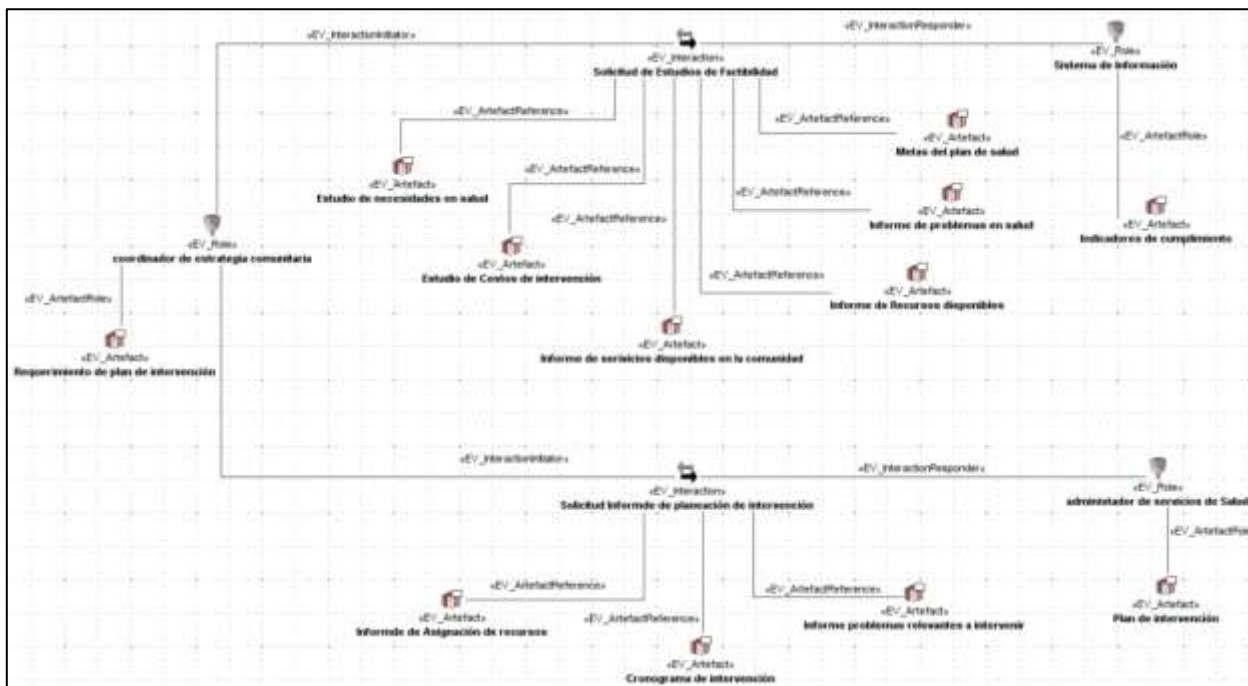 «EV_InteractionInitiator»
«EV_InteractionResponder»
«EV_Interaction»
Solicitud de Estudios de Factibilidad
«EV_Role»
Sistema de Información
«EV_ArtefactReference»
«EV_ArtefactReference»
«EV_Artefact»
Metas del plan de salud
«EV_ArtefactRole»
«EV_ArtefactReference»
«EV_Artefact»
Estudio de necesidades en salud
«EV_ArtefactReference»
«EV_Artefact»
Informe de problemas en salud
«EV_ArtefactReference»
«EV_Artefact»
Indicadores de cumplimiento
«EV_Role»
coordinador de estrategia comunitaria
«EV_Artefact»
Estudio de Costos de intervención
«EV_ArtefactReference»
«EV_Artefact»
Informe de Recursos disponibles
«EV_ArtefactRole»
«EV_Artefact»
Informe de serivicios disponibles en la comunidad
«EV_Artefact»
Requerimiento de plan de intervención
«EV_InteractionInitiator»
«EV_InteractionResponder»
«EV_Interaction»
Solicitud Informde de planeación de intervención
«EV_Role»
administador de servicios de Salud
«EV_ArtefactRole
«EV_ArtefactReference»
«EV_ArtefactReference»
«EV_Artefact»
Informde de Asignación de recursos
«EV_ArtefactReference»
«EV_Artefact»
Informe problemas relevantes a intervenir
«EV_Artefact»
Plan de intervención
«EV_Artefact»
Cronograma de intervención